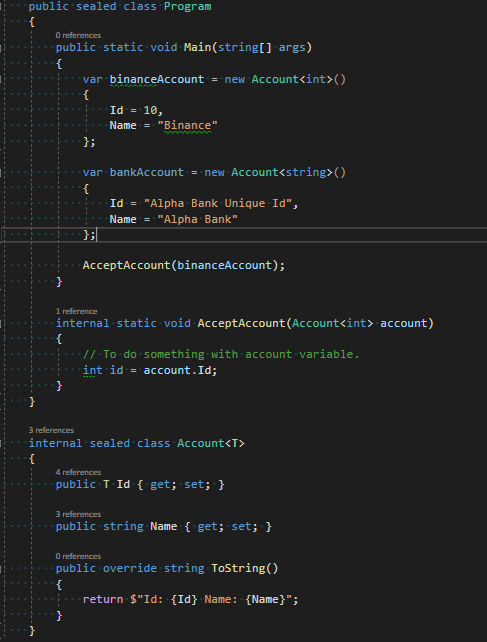 public sealed class Program
{
0 references
public static void Main(string[] args)
{
var binanceAccount = new Account<int>()
{
Id = 10,
Name = "Binance"
};
var bankAccount = new Account<string>()
{
Id = "Alpha Bank Unique Id",
Name = "Alpha Bank"
};
AcceptAccount(binanceAccount);
}
1 reference
internal static void AcceptAccount(Account<int> account)
{
// To do something with account variable.
int id = account.Id;
}
}
3 references
internal sealed class Account<T>
{
4 references
public T Id { get; set; }
3 references
public string Name { get; set; }
0 references
public override string ToString()
{
return $"Id: {Id} Name: {Name}";
}
}